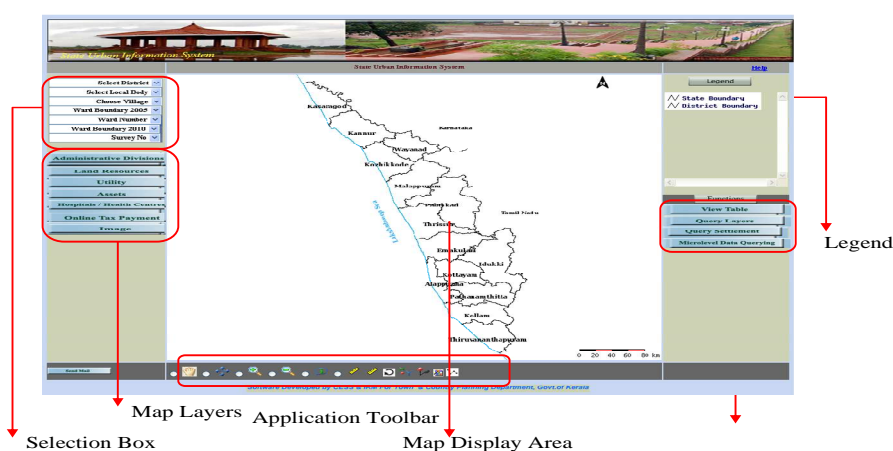 State Urban Information System
State Urban Information System
Help
Select District
Select Local Body
Choose Village
Ward Boundary 2005
Ward Number
Ward Boundary 2010
Survey No
Administrative Divisions
Land Resources
Utility
Assets
Hospitals / Health Centres
Online Tax Payment
Image
Kasaragod
Kannur
Karnataka
Wayanad
Kozhikkode
Malappuram
Palakkad
Tamil Nadu
Thrissur
Lakshadweep Sea
Ernakulam
Idukki
Kottayam
Alappuzha
Pathanamthitta
Kollam
Thiruvananthapuram
0 20 40 60 80 km
Legend
State Boundary
District Boundary
Functions
View Table
Query Layers
Query Settlement
Microlevel Data Querying
Legend
Send Mail
Software Developed by CESS & IKM For Town & Country Planning Department, Govt.of Kerala
Map Layers
Application Toolbar
Selection Box
Map Display Area